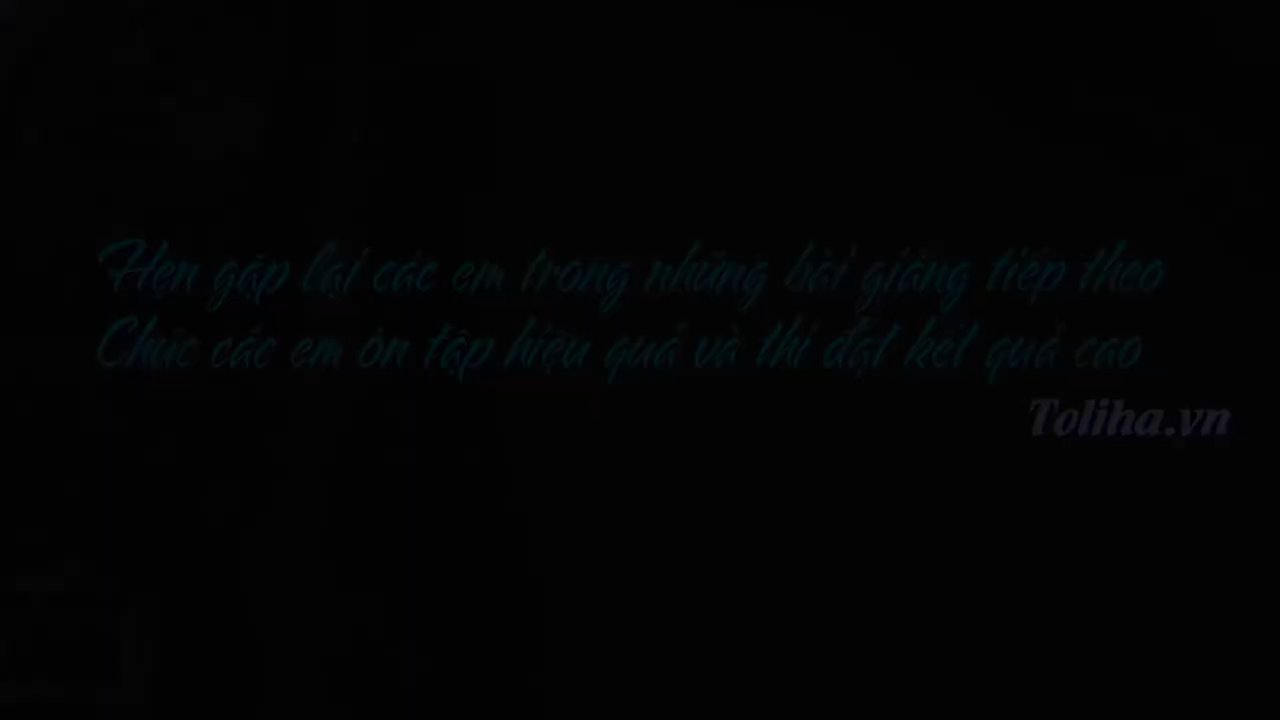 Hẹn gặp lại các em trong những bài giảng tiếp theo
Chúc các em ôn tập hiệu quả và thi đạt kết quả cao
Toliha.vn